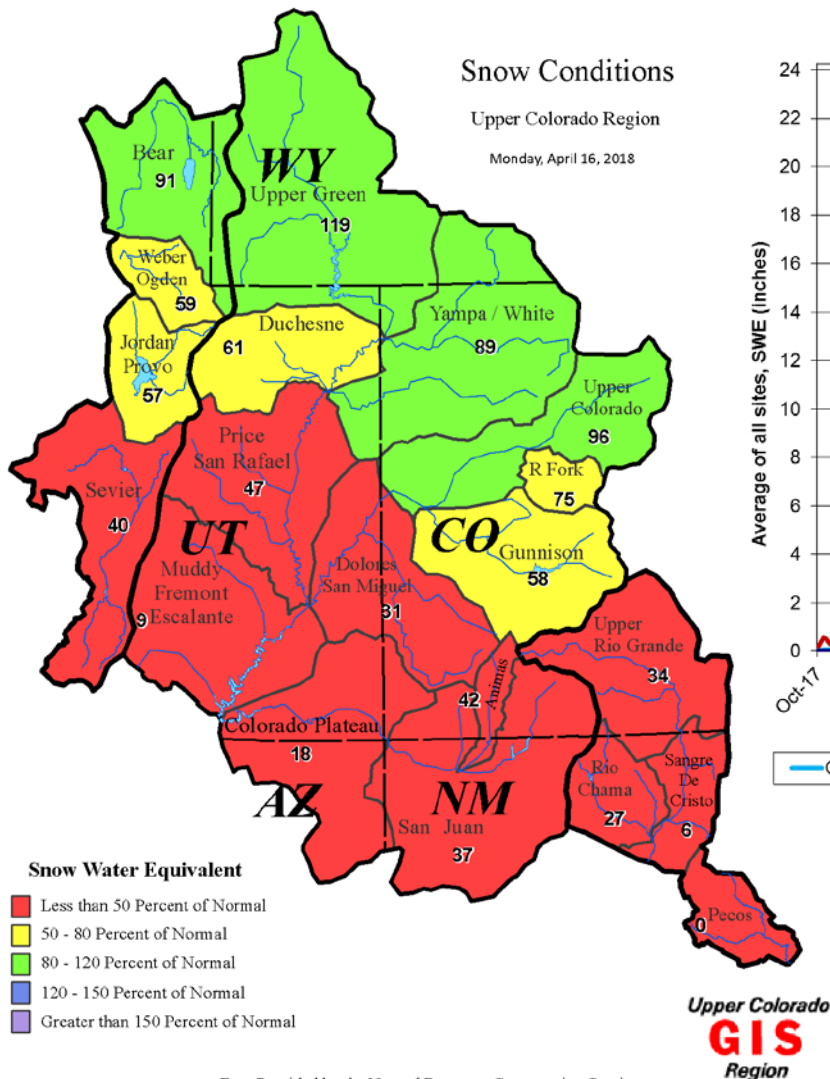 Snow Conditions
Upper Colorado Region
Monday, April 16, 2018
Bear
91
WY
Upper Green
119
Weber
Ogden
59
Jordan
Provo
57
Duchesne
61
Yampa / White
89
Upper
Colorado
96
R Fork
75
Price
San Rafael
47
Sevier
40
UT
CO
Gunnison
58
Muddy
Fremont
Escalante
9
Dolores
San Miguel
31
Upper
Rio Grande
34
Animas
42
Colorado Plateau
18
AZ
NM
San Juan
37
Rio
Chama
27
Sangre
De
Cristo
6
Pecos
0
Snow Water Equivalent
Less than 50 Percent of Normal
50 - 80 Percent of Normal
80 - 120 Percent of Normal
120 - 150 Percent of Normal
Greater than 150 Percent of Normal
Average of all sites, SWE (Inches)
24
22
20
18
16
14
12
10
8
6
4
2
0
Oct-17
Upper Colorado
GIS
Region